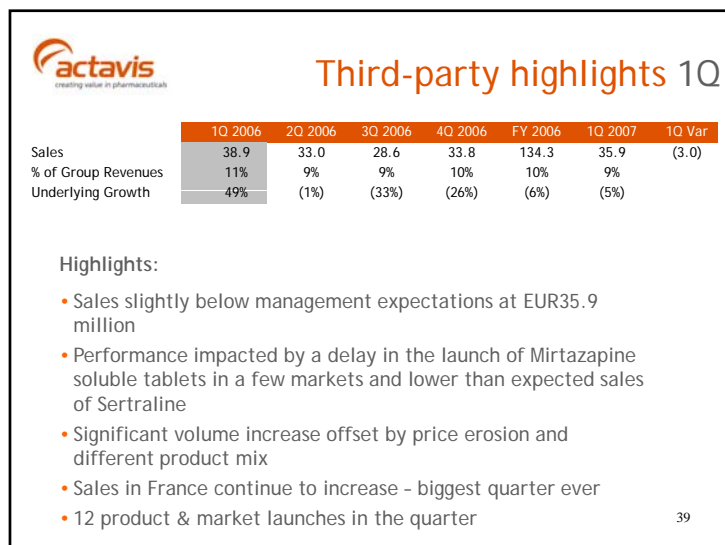 actavis
creating value in pharmaceuticals
Third-party highlights 1Q
1Q 2006 2Q 2006 3Q 2006 4Q 2006 FY 2006 1Q 2007 1Q Var
Sales 38.9 33.0 28.6 33.8 134.3 35.9 (3.0)
% of Group Revenues 11% 9% 9% 10% 10% 9%
Underlying Growth 49% (1%) (33%) (26%) (6%) (5%)
Highlights:
• Sales slightly below management expectations at EUR35.9
million
• Performance impacted by a delay in the launch of Mirtazapine
soluble tablets in a few markets and lower than expected sales
of Sertraline
• Significant volume increase offset by price erosion and
different product mix
• Sales in France continue to increase – biggest quarter ever
• 12 product & market launches in the quarter
39